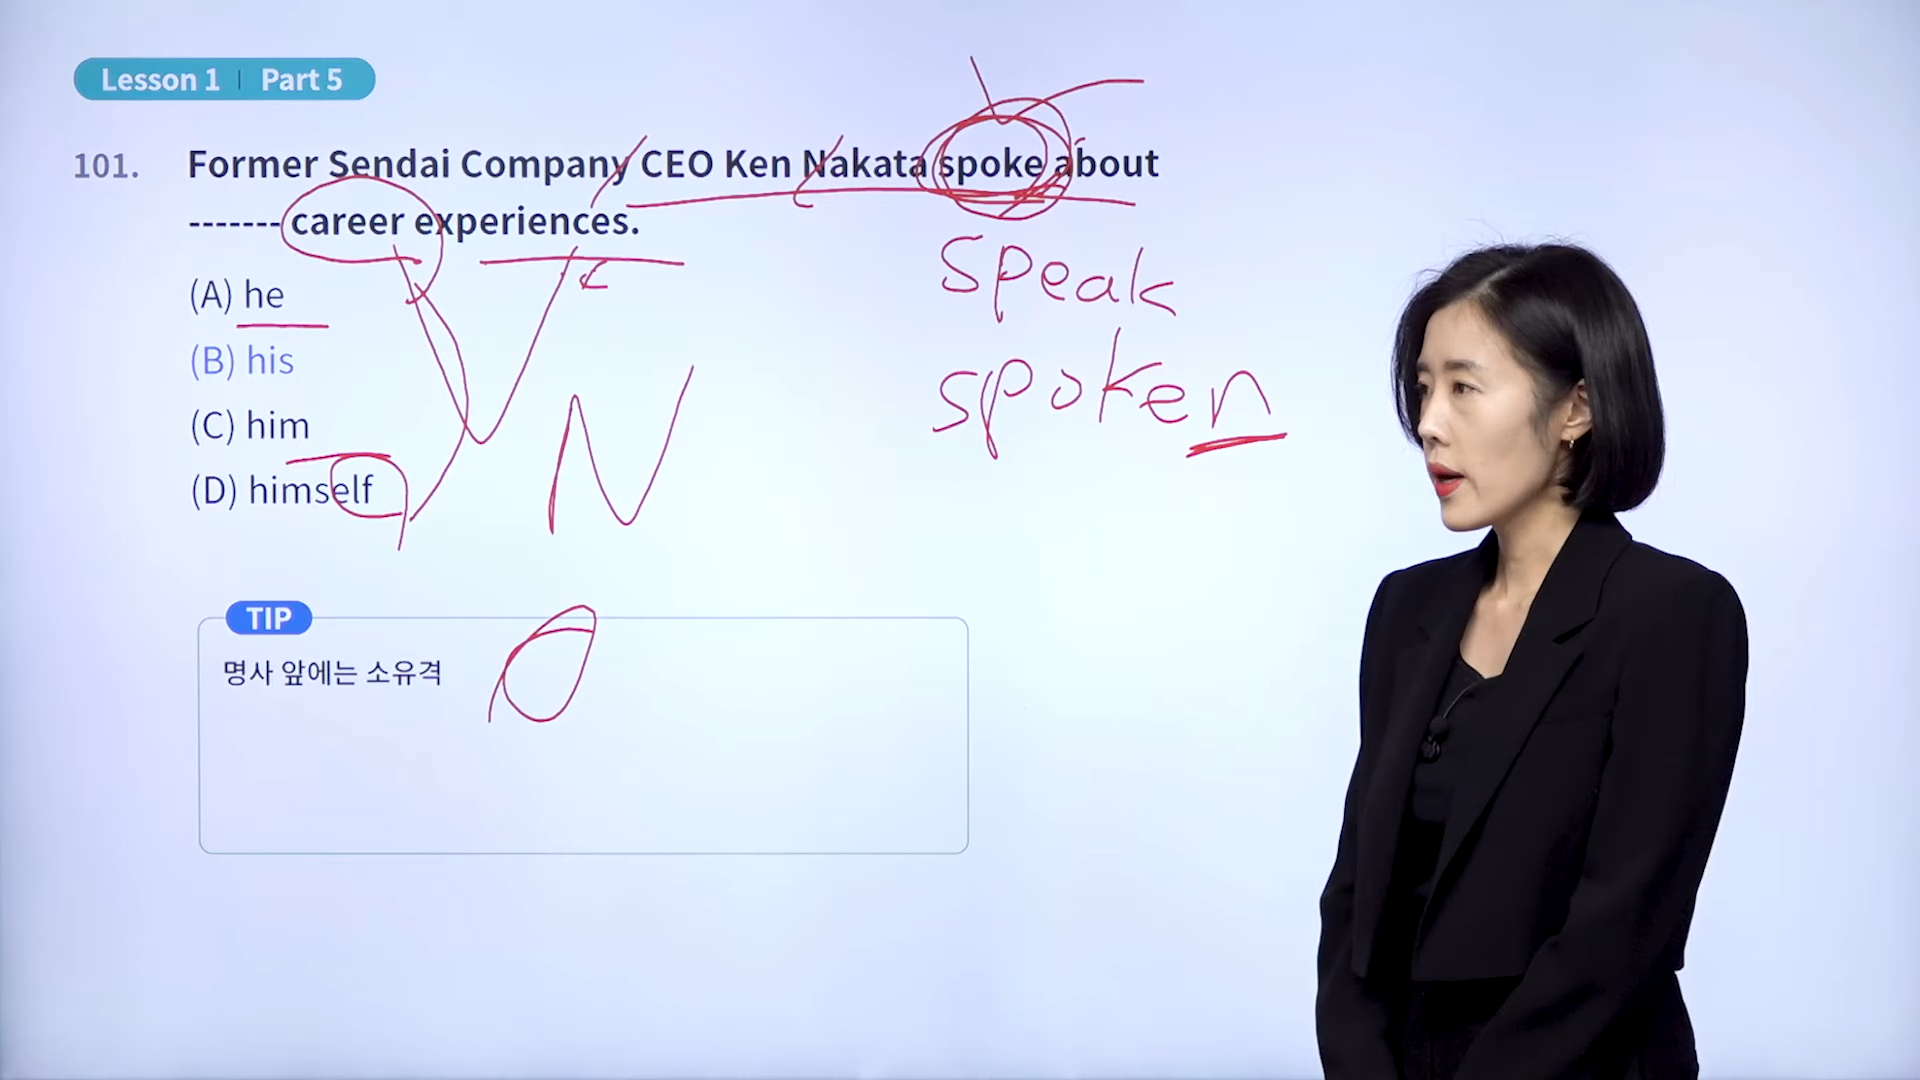 Lesson 1 | Part 5
101. Former Sendai Company CEO Ken Nakata spoke about
------- career experiences.
(A) he
(B) his
(C) him
(D) himself
speak
spoken
N
TIP
명사 앞에는 소유격